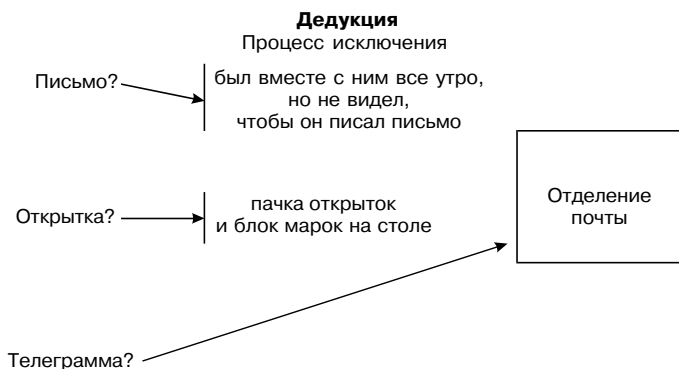 Дедукция
Процесс исключения
Письмо?
был вместе с ним все утро,
но не видел,
чтобы он писал письмо
Открытка?
пачка открыток
и блок марок на столе
Отделение
почты
Телеграмма?